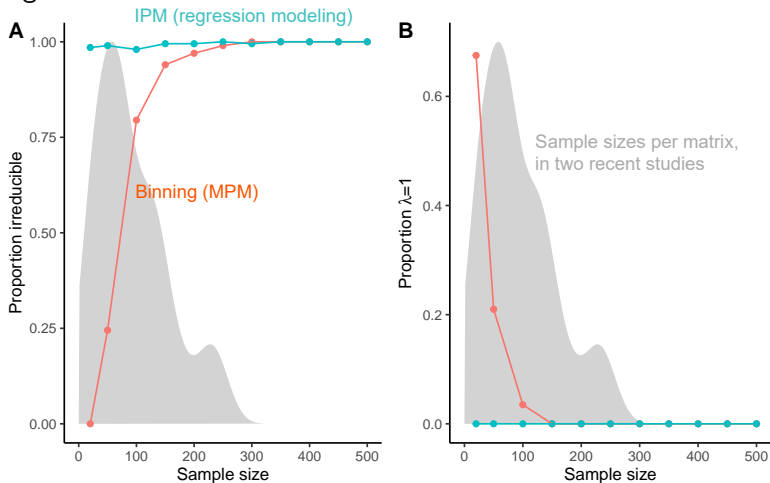 IPM (regression modeling)
A
1.00
0.75
0.50
0.25
0.00
Proportion irreducible
Binning (MPM)
0 100 200 300 400 500
Sample size
B
0.6
0.4
0.2
0.0
Proportion λ=1
Sample sizes per matrix,
in two recent studies
0 100 200 300 400 500
Sample size